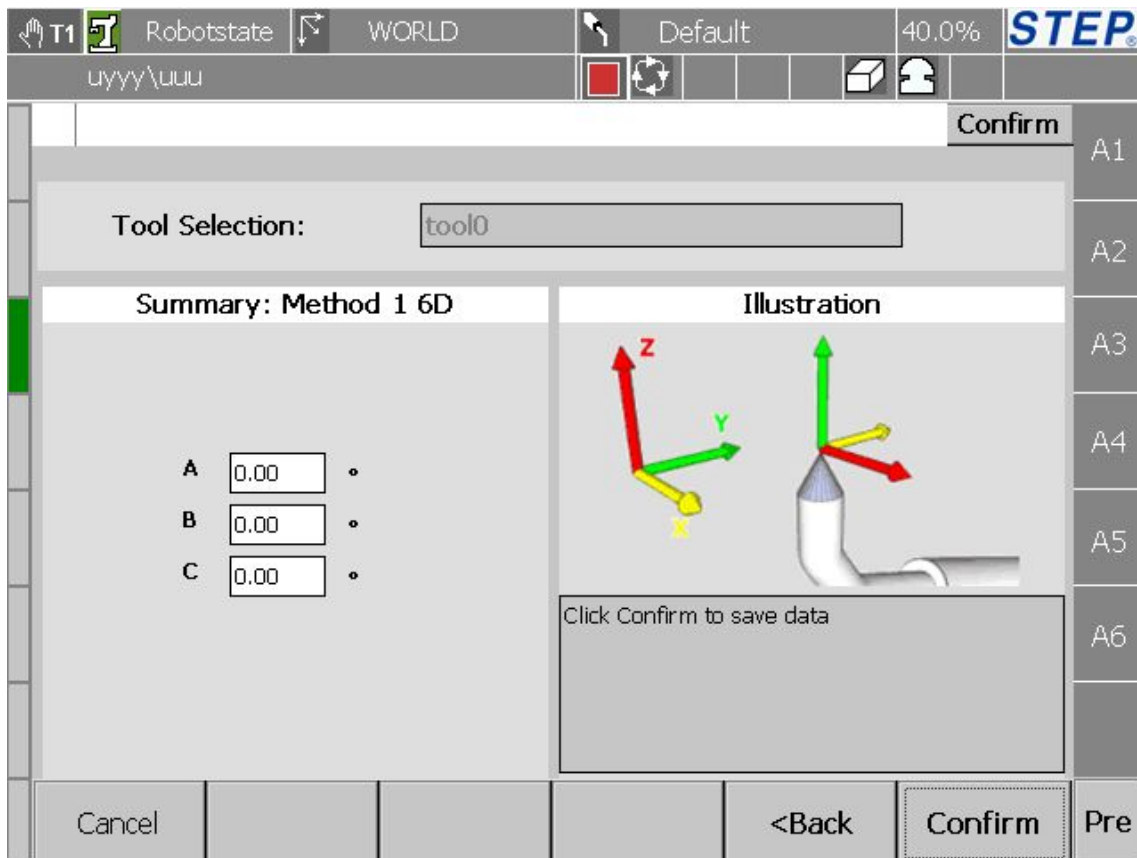 T1 Robotstate WORLD Default 40.0% STEP®
uyyy\uuu
Confirm
A1
Tool Selection: tool0
A2
Summary: Method 1 6D
Illustration
A3
Z
Y
X
A4
A 0.00 °
B 0.00 °
C 0.00 °
A5
Click Confirm to save data
A6
Cancel <Back Confirm Pre